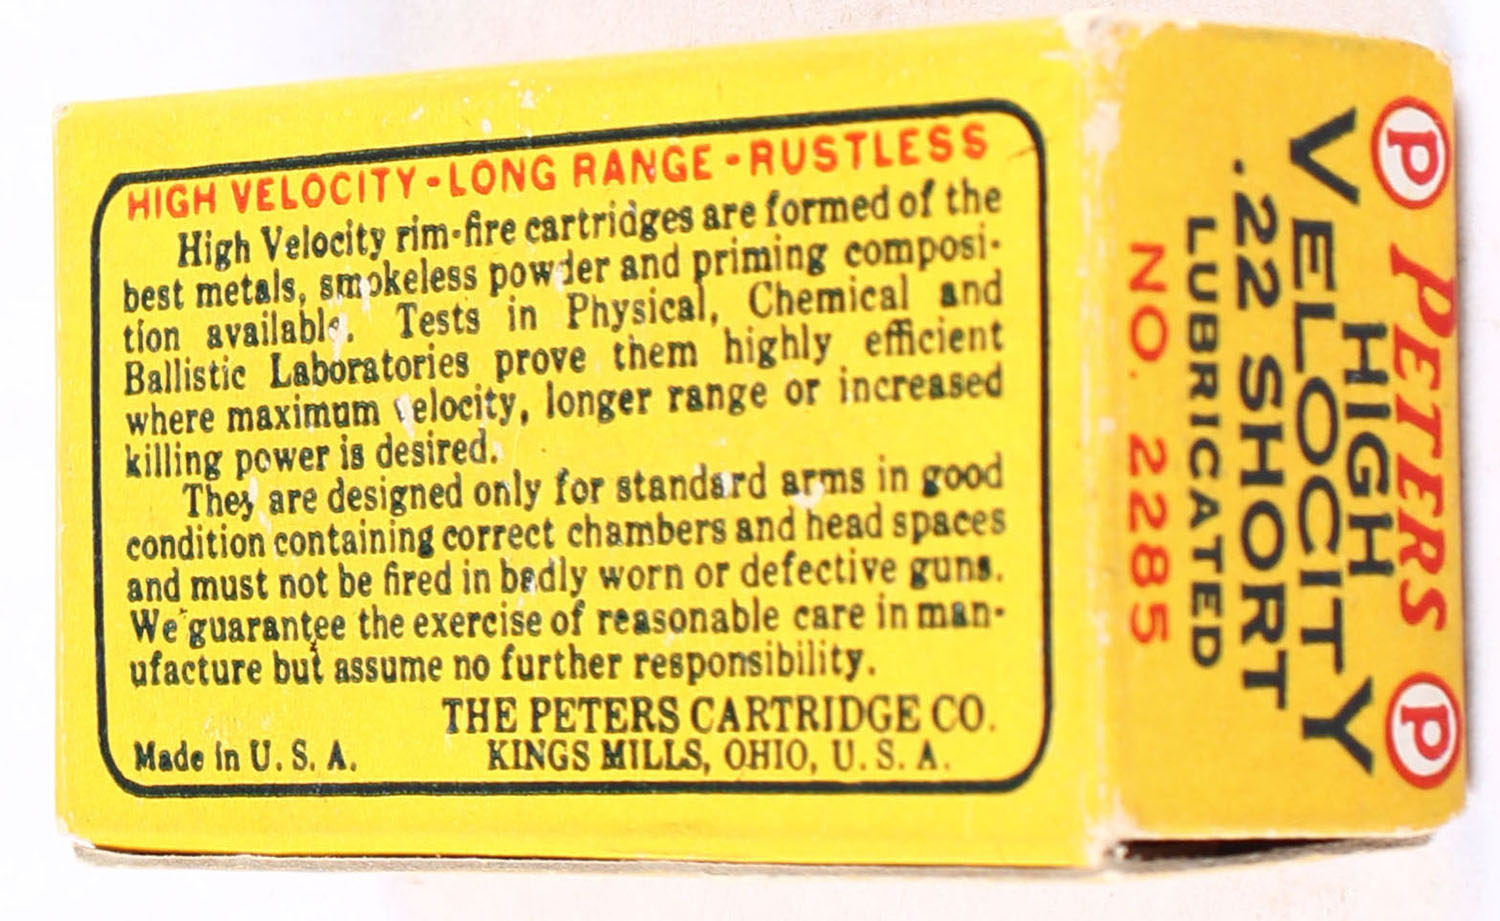 HIGH VELOCITY-LONG RANGE-RUSTLESS
High Velocity rim-fire cartridges are formed of the
best metals, smokeless powder and priming composi-
tion available. Tests in Physical, Chemical and
Ballistic Laboratories prove them highly efficient
where maximum velocity, longer range or increased
killing power is desired.
They are designed only for standard arms in good
condition containing correct chambers and head spaces
and must not be fired in badly worn or defective guns.
We guarantee the exercise of reasonable care in man-
ufacture but assume no further responsibility.
THE PETERS CARTRIDGE CO.
Made in U. S. A. KINGS MILLS, OHIO, U. S. A.
P PETERS P
HIGH
VELOCITY
.22 SHORT
LUBRICATED
NO. 2285